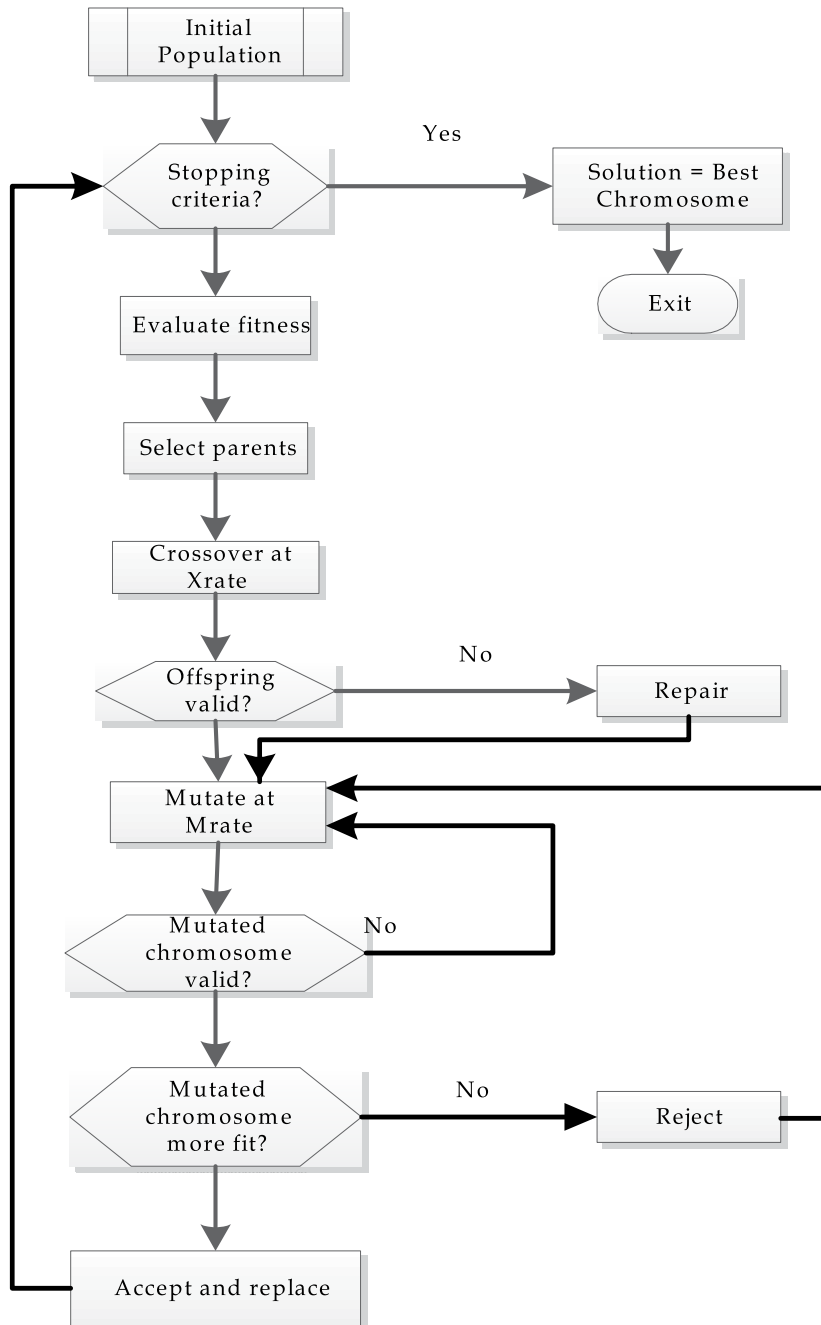 Initial
Population
Yes
Stopping
criteria?
Solution = Best
Chromosome
Exit
Evaluate fitness
Select parents
Crossover at
Xrate
No
Offspring
valid?
Repair
Mutate at
Mrate
Mutated
chromosome
valid?
No
Mutated
chromosome
more fit?
No
Reject
Accept and replace